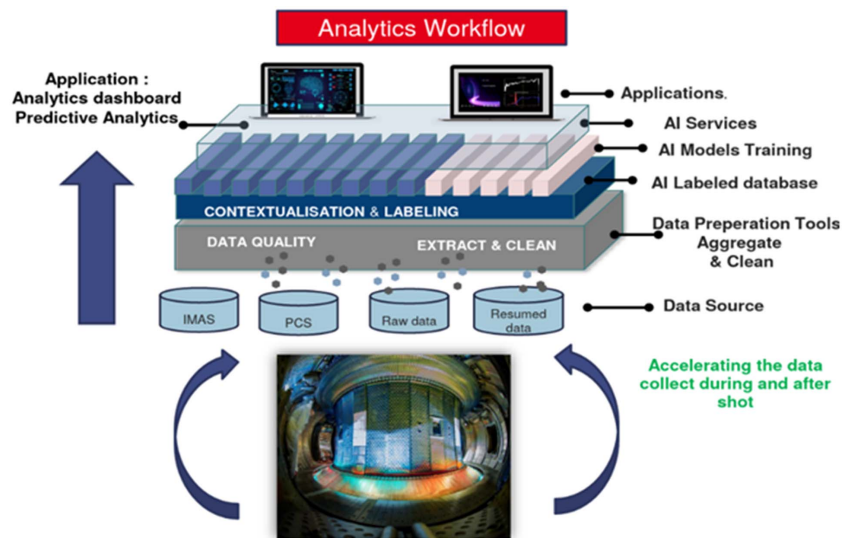 Analytics Workflow
Application :
Analytics dashboard
Predictive Analytics
Applications.
AI Services
AI Models Training
AI Labeled database
CONTEXTUALISATION & LABELING
DATA QUALITY
EXTRACT & CLEAN
Data Preperation Tools
Aggregate
& Clean
IMAS
PCS
Raw data
Resumed
data
Data Source
Accelerating the data
collect during and after
shot